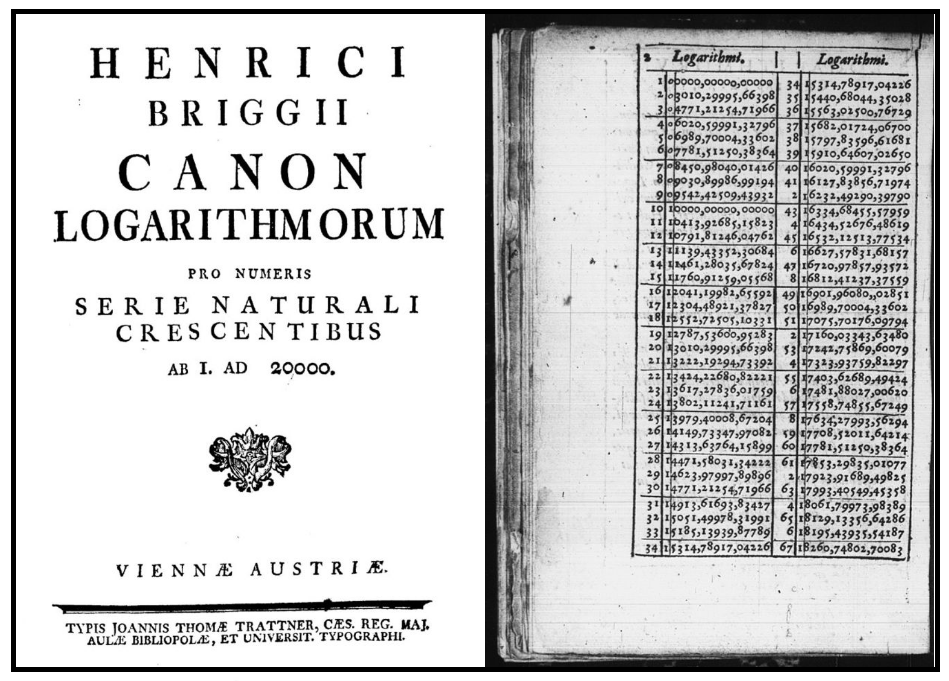 HENRICI
BRIGGII
CANON
LOGARITHMORUM
PRO NUMERIS
SERIE NATURALI
CRESCENTIBUS
AB I. AD 20000.
VIENNÆ AUSTRIÆ.
TYPIS JOANNIS THOMÆ TRATTNER, CÆS. REG. MAJ.
AULÆ BIBLIOPOLÆ, ET UNIVERSIT. TYPOGRAPHI.
2 Logarithmi. Logarithmi.
1 00000,00000,00000 34 15314,78917,04226
2 03010,29995,66398 35 15440,68044,35028
3 04771,21254,71966 36 15563,02500,76729
4 06020,59991,32796 37 15682,01724,06700
5 06989,70004,33602 38 15797,83596,61681
6 07781,51250,38364 39 15910,64607,02650
7 08450,98040,01426 40 16020,59991,32796
8 09030,89986,99194 41 16127,83856,71974
9 09542,42509,43932 2 16232,49290,39790
10 10000,00000,00000 43 16334,68455,57959
11 10413,92685,15823 4 16434,52676,48619
12 10791,81246,04762 45 16532,12513,77534
13 11139,43352,30684 6 16627,57831,68157
14 11461,28035,67824 47 16720,97857,93572
15 11760,91259,05568 8 16812,41237,37559
16 12041,19982,65592 49 16901,96080,,02851
17 12304,48921,37827 50 16989,70004,33602
18 12552,72505,10331 51 17075,70176,09794
19 12787,53600,95283 2 17160,03343,63480
20 13010,29995,66398 53 17242,75869,60079
21 13222,19294,73392 4 17323,93759,82297
22 13424,22680,82221 55 17403,62689,49424
23 13617,27836,01759 6 17481,88027,00620
24 13802,11241,71161 57 17558,74855,67249
25 13979,40008,67204 8 17634,27993,56294
26 14149,73347,97082 59 17708,52011,64214
27 14313,63764,15899 60 17781,51250,38364
28 14471,58031,34222 61 17853,29835,01077
29 14623,97997,89896 2 17923,91689,49825
30 14771,21254,71966 63 17993,40549,45358
31 14913,61693,83427 4 18061,79973,98389
32 15051,49978,31991 65 18129,13356,64286
33 15185,13939,87789 6 18195,43935,54187
34 15314,78917,04226 67 18260,74802,70083